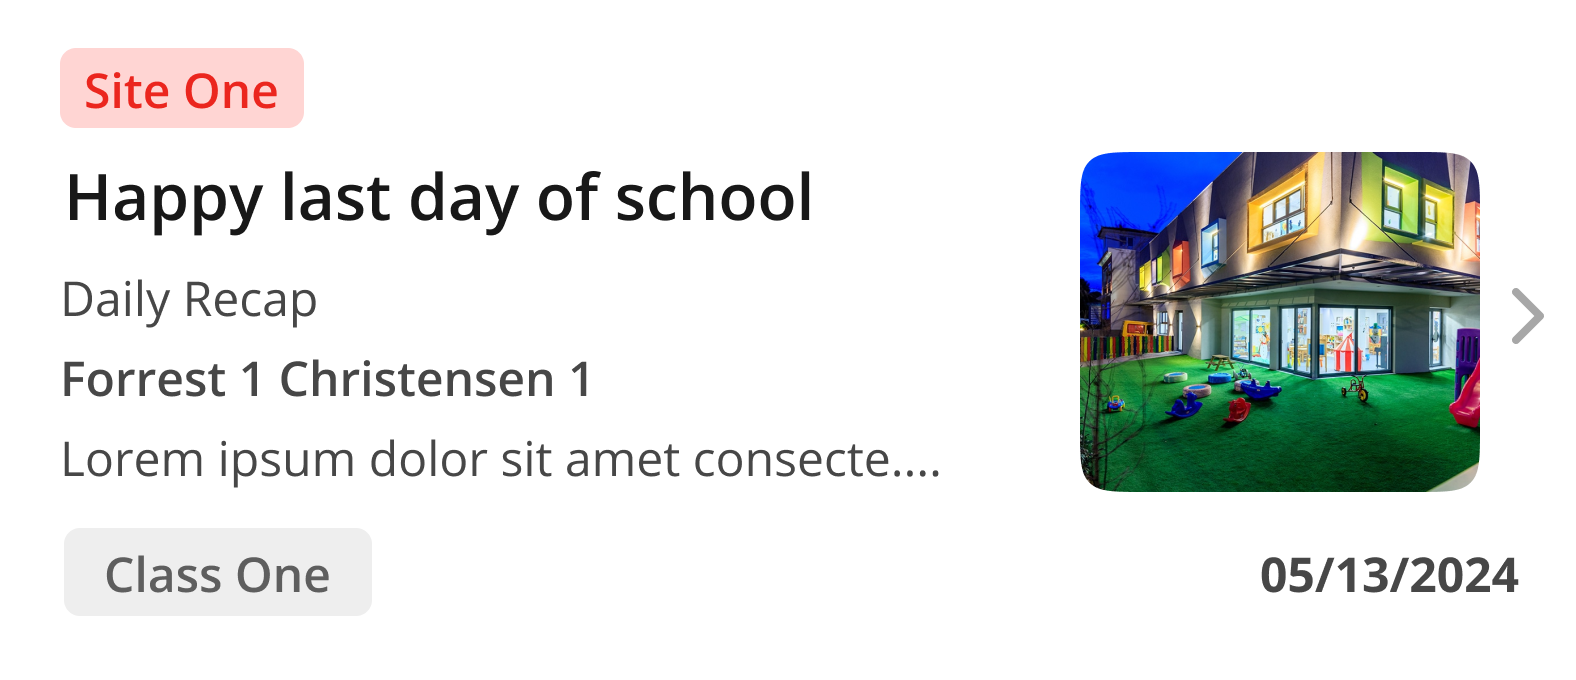 Site One
Happy last day of school
Daily Recap
Forrest 1 Christensen 1
Lorem ipsum dolor sit amet consecte....
Class One
05/13/2024